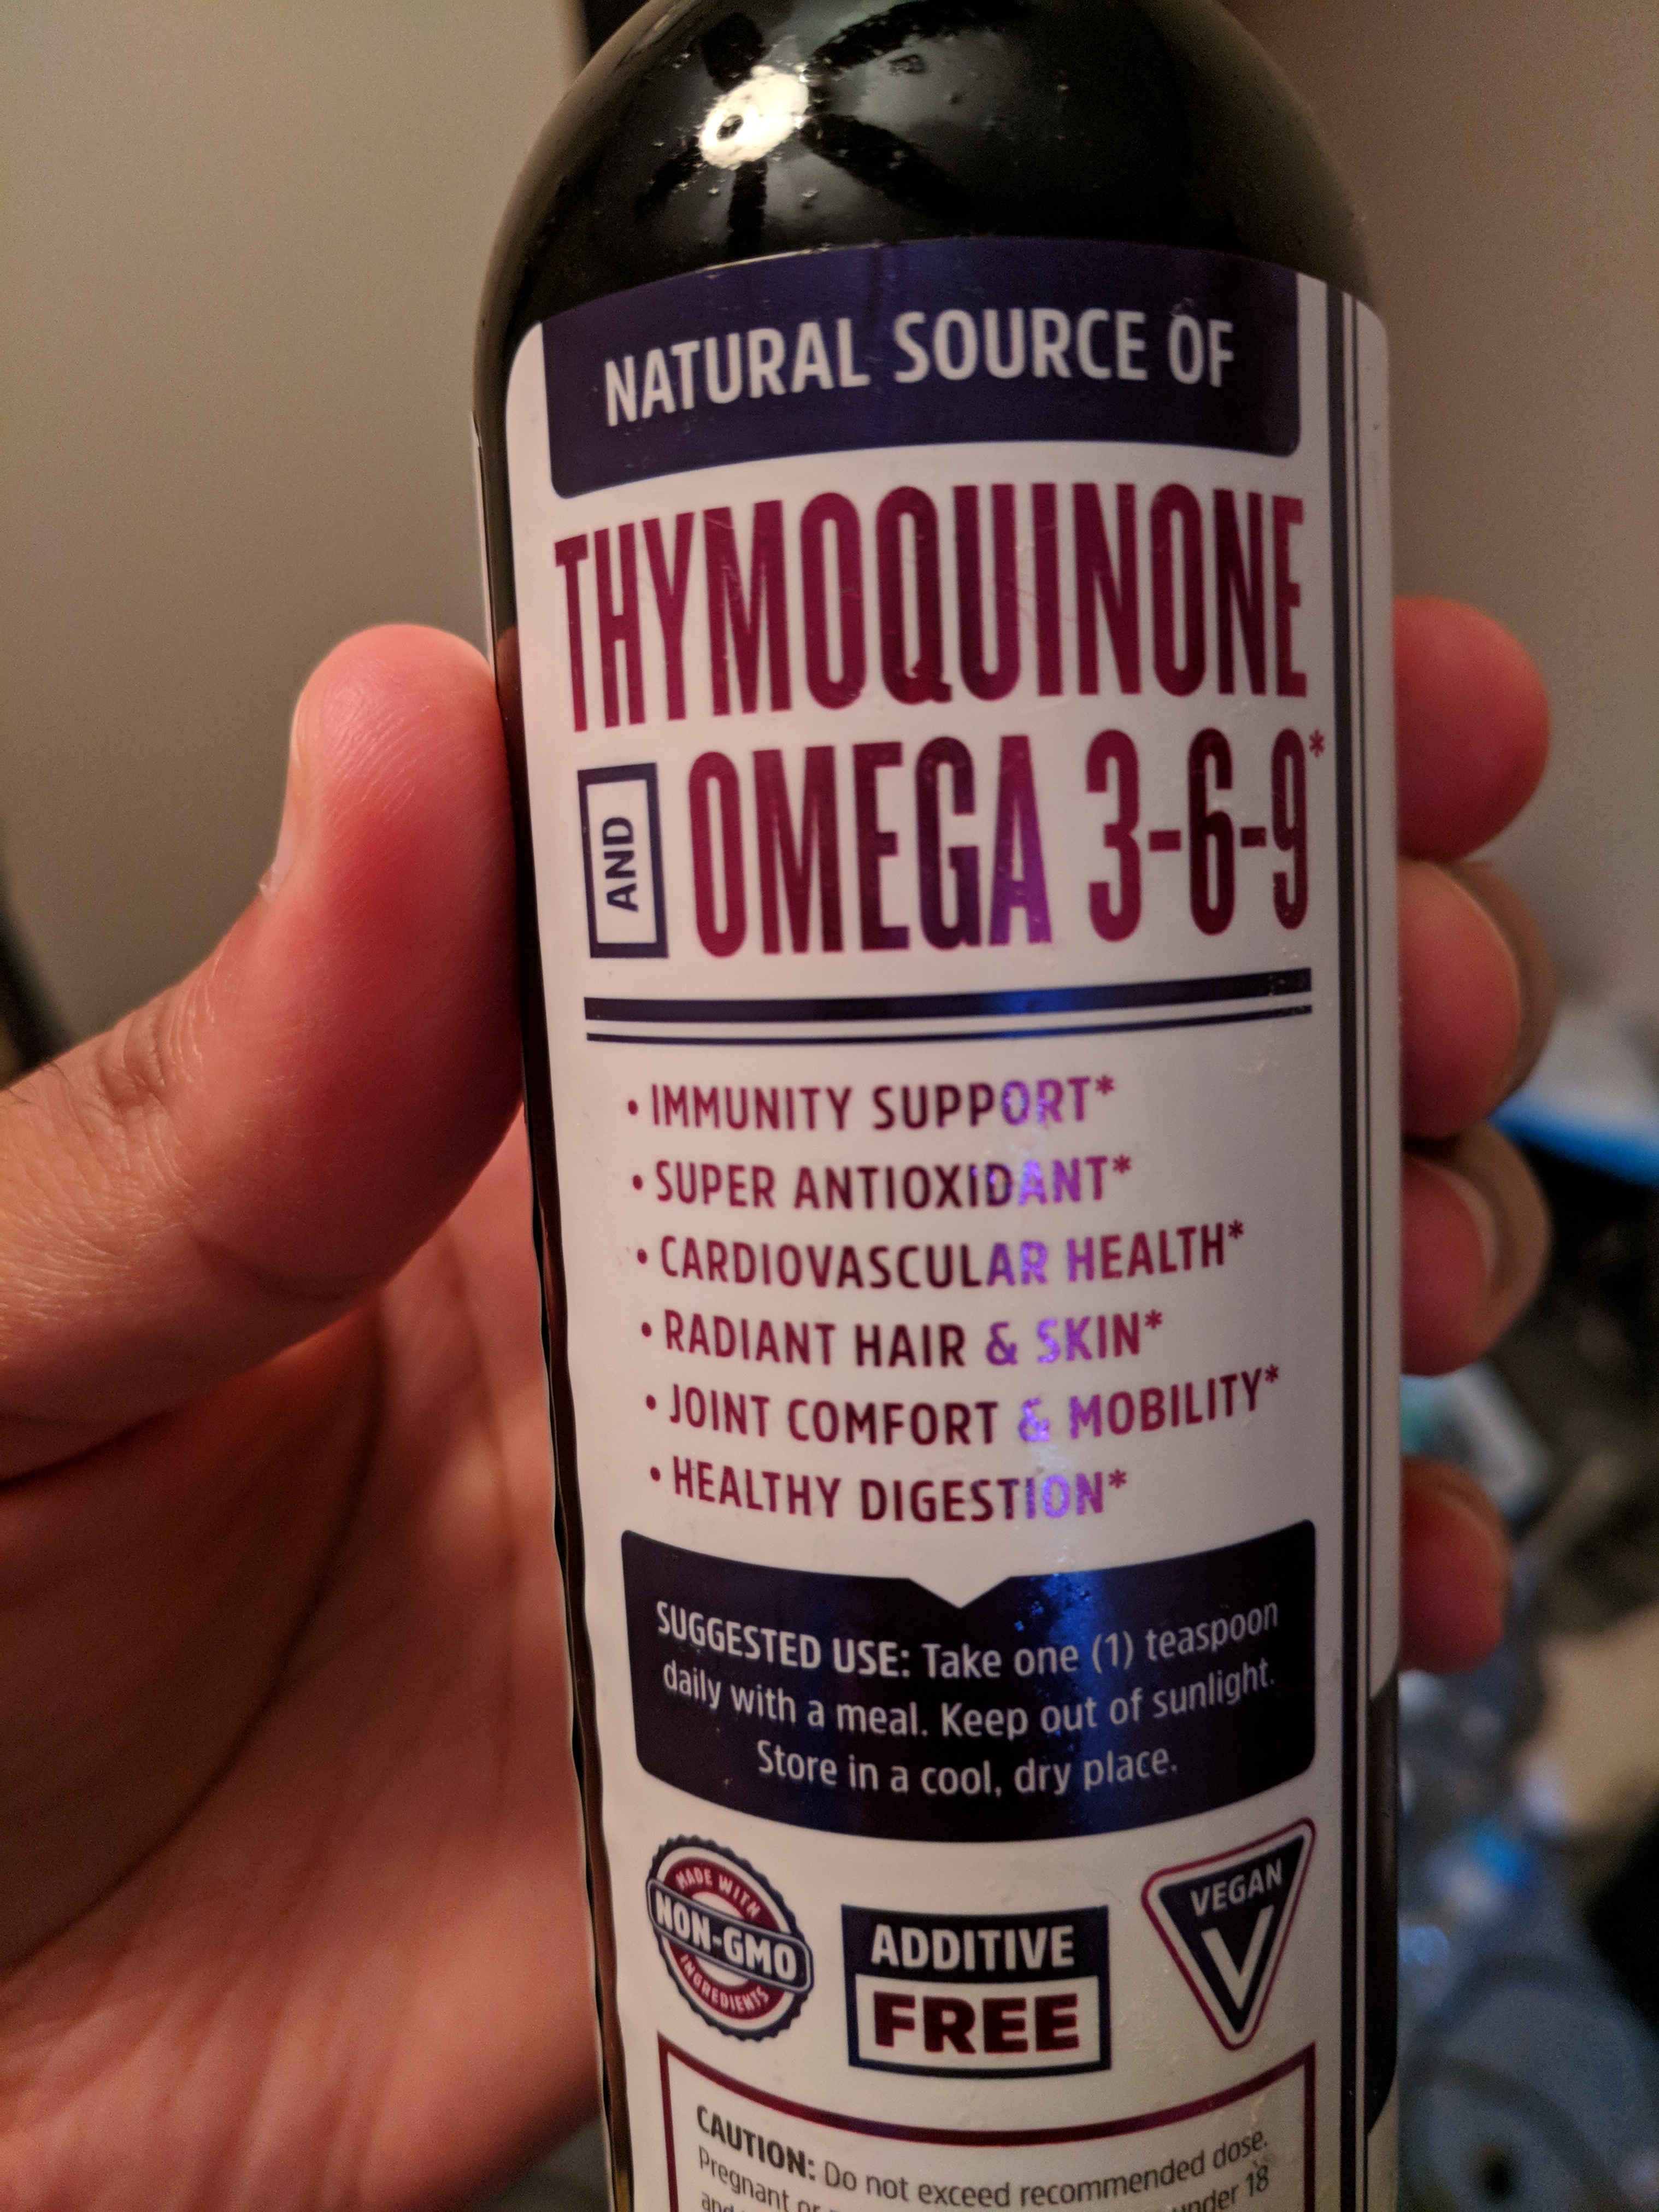 NATURAL SOURCE OF
THYMOQUINONE
AND OMEGA 3-6-9*
• IMMUNITY SUPPORT*
• SUPER ANTIOXIDANT*
• CARDIOVASCULAR HEALTH*
• RADIANT HAIR & SKIN*
• JOINT COMFORT & MOBILITY*
• HEALTHY DIGESTION*
SUGGESTED USE: Take one (1) teaspoon
daily with a meal. Keep out of sunlight.
Store in a cool, dry place.
MADE WITH
NON-GMO
INGREDIENTS
ADDITIVE
FREE
VEGAN
V
CAUTION: Do not exceed recommended dose.
Pregnant or under 18
and